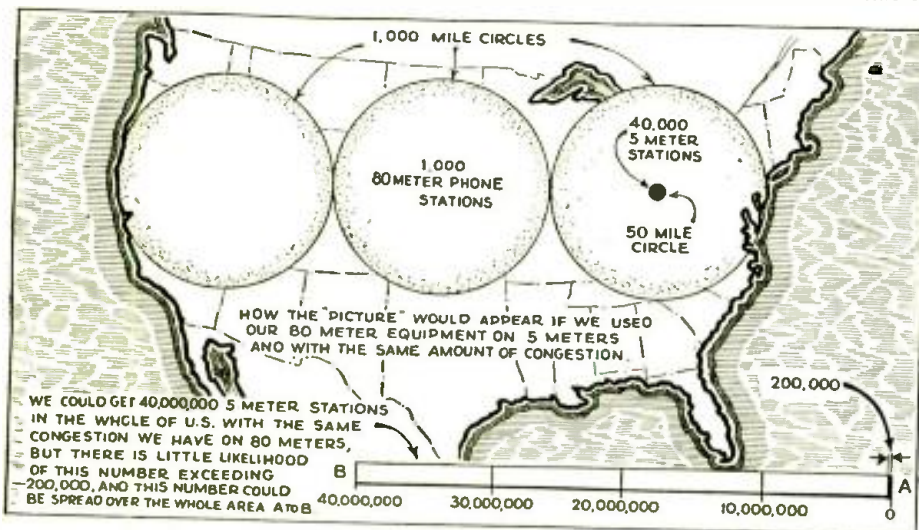 1,000 MILE CIRCLES
40,000
5 METER
STATIONS
1,000
80 METER PHONE
STATIONS
50 MILE
CIRCLE
HOW THE "PICTURE" WOULD APPEAR IF WE USED
OUR 80 METER EQUIPMENT ON 5 METERS
AND WITH THE SAME AMOUNT OF CONGESTION.
200,000
WE COULD GET 40,000,000 5 METER STATIONS
IN THE WHOLE OF U.S. WITH THE SAME
CONGESTION WE HAVE ON 80 METERS,
BUT THERE IS LITTLE LIKELIHOOD
OF THIS NUMBER EXCEEDING
200,000, AND THIS NUMBER COULD
BE SPREAD OVER THE WHOLE AREA A TO B
B
A
40,000,000 30,000,000 20,000,000 10,000,000 0